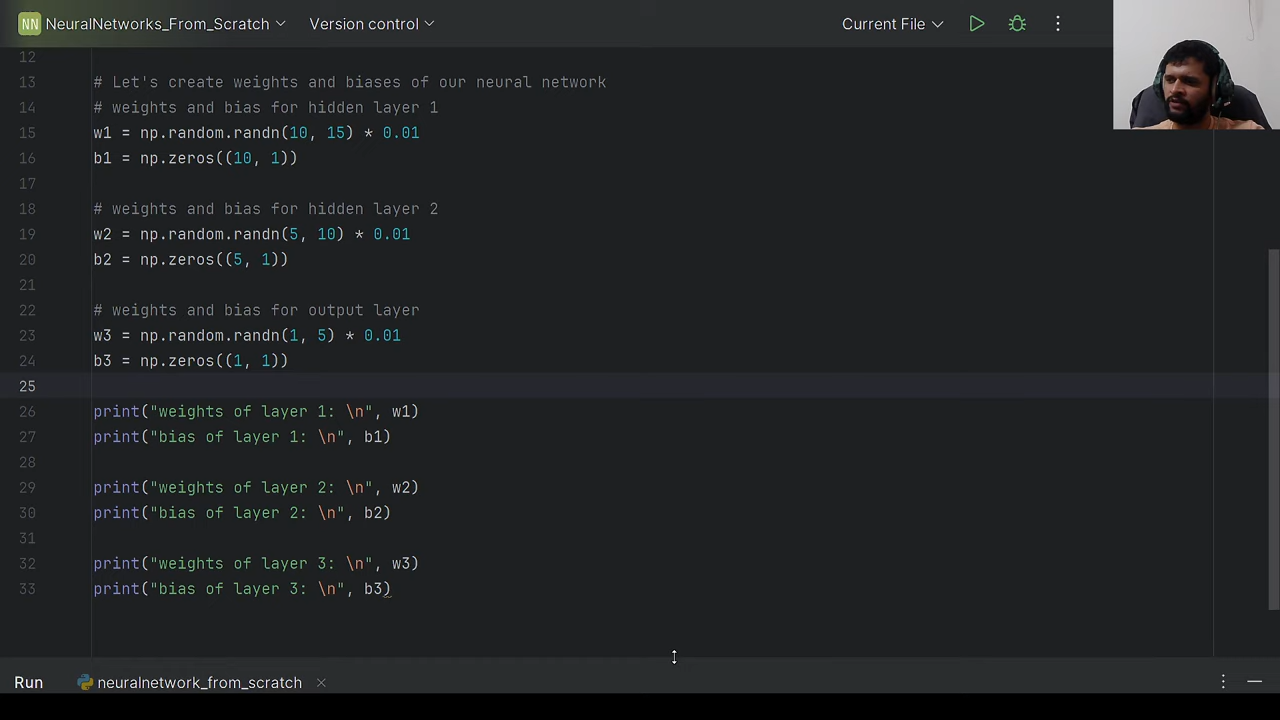 NN NeuralNetworks_From_Scratch Version control Current File
12
13 # Let's create weights and biases of our neural network
14 # weights and bias for hidden layer 1
15 w1 = np.random.randn(10, 15) * 0.01
16 b1 = np.zeros((10, 1))
17
18 # weights and bias for hidden layer 2
19 w2 = np.random.randn(5, 10) * 0.01
20 b2 = np.zeros((5, 1))
21
22 # weights and bias for output layer
23 w3 = np.random.randn(1, 5) * 0.01
24 b3 = np.zeros((1, 1))
25
26 print("weights of layer 1: \n", w1)
27 print("bias of layer 1: \n", b1)
28
29 print("weights of layer 2: \n", w2)
30 print("bias of layer 2: \n", b2)
31
32 print("weights of layer 3: \n", w3)
33 print("bias of layer 3: \n", b3)
Run neuralnetwork_from_scratch